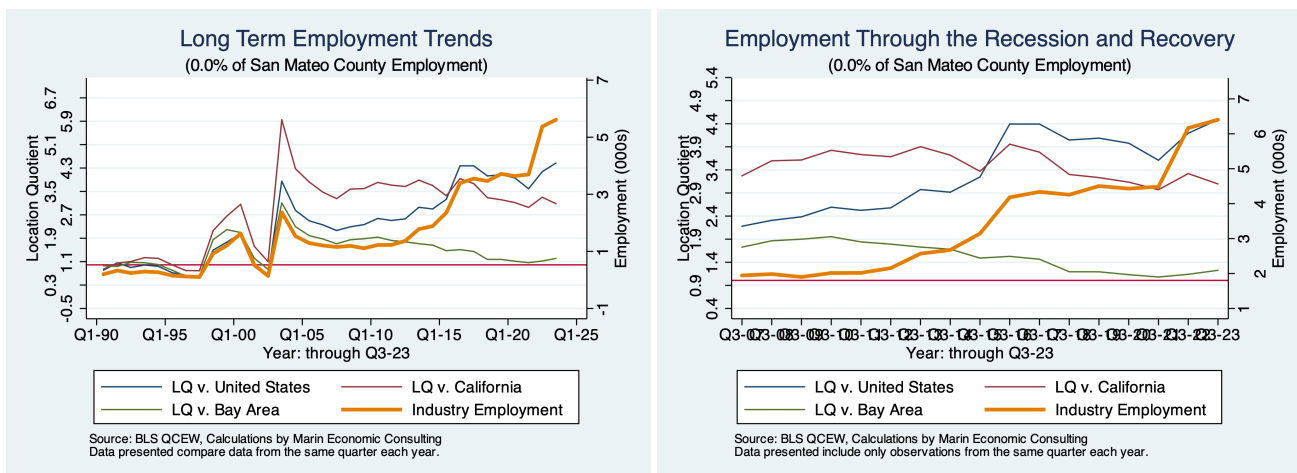 Long Term Employment Trends
(0.0% of San Mateo County Employment)
Location Quotient
6.7
5.9
5.1
4.3
3.5
2.7
1.9
1.1
0.3
-0.5
7
5
3
1
-1
Employment (000s)
Q1-90 Q1-95 Q1-00 Q1-05 Q1-10 Q1-15 Q1-20 Q1-25
Year: through Q3-23
LQ v. United States LQ v. California
LQ v. Bay Area Industry Employment
Source: BLS QCEW, Calculations by Marin Economic Consulting
Data presented compare data from the same quarter each year.
Employment Through the Recession and Recovery
(0.0% of San Mateo County Employment)
Location Quotient
5.4
4.9
4.4
3.9
3.4
2.9
2.4
1.9
1.4
0.9
0.4
7
6
5
4
3
2
1
Employment (000s)
Year: through Q3-23
LQ v. United States LQ v. California
LQ v. Bay Area Industry Employment
Source: BLS QCEW, Calculations by Marin Economic Consulting
Data presented include only observations from the same quarter each year.